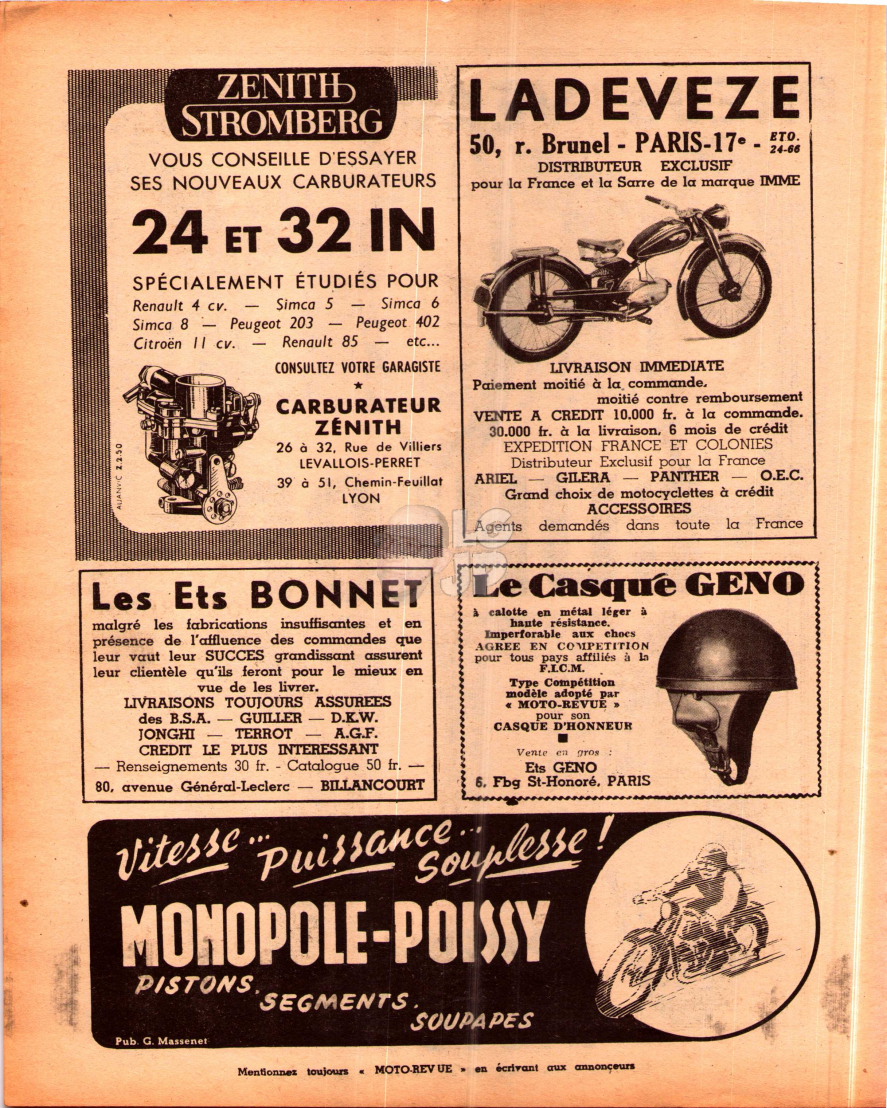 ZENITH
STROMBERG
VOUS CONSEILLE D'ESSAYER
SES NOUVEAUX CARBURATEURS
24 ET 32 IN
SPÉCIALEMENT ÉTUDIÉS POUR
Renault 4 cv. — Simca 5 — Simca 6
Simca 8 — Peugeot 203 — Peugeot 402
Citroën 11 cv. — Renault 85 — etc...
CONSULTEZ VOTRE GARAGISTE
★
CARBURATEUR
ZÉNITH
26 à 32, Rue de Villiers
LEVALLOIS-PERRET
39 à 51, Chemin-Feuillat
LYON
LADEVEZE
50, r. Brunel - PARIS-17e - ETO. 24-66
DISTRIBUTEUR EXCLUSIF
pour la France et la Sarre de la marque IMME
LIVRAISON IMMEDIATE
Paiement moitié à la commande,
moitié contre remboursement
VENTE A CREDIT 10.000 fr. à la commande.
30.000 fr. à la livraison, 6 mois de crédit
EXPEDITION FRANCE ET COLONIES
Distributeur Exclusif pour la France
ARIEL — GILERA — PANTHER — O.E.C.
Grand choix de motocyclettes à crédit
ACCESSOIRES
Agents demandés dans toute la France
Les Ets BONNET
malgré les fabrications insuffisantes et en
présence de l'affluence des commandes que
leur vaut leur SUCCES grandissant assurent
leur clientèle qu'ils feront pour le mieux en
vue de les livrer.
LIVRAISONS TOUJOURS ASSUREES
des B.S.A. — GUILLER — D.K.W.
JONGHI — TERROT — A.G.F.
CREDIT LE PLUS INTERESSANT
— Renseignements 30 fr. - Catalogue 50 fr. —
80, avenue Général-Leclerc — BILLANCOURT
Le Casque GENO
à calotte en métal léger à
haute résistance.
Imperforable aux chocs
AGREE EN COMPETITION
pour tous pays affiliés à la
F.I.C.M.
Type Compétition
modèle adopté par
« MOTO-REVUE »
pour son
CASQUE D'HONNEUR
■
Vente en gros :
Ets GENO
6, Fbg St-Honoré, PARIS
Vitesse... Puissance... Souplesse !
MONOPOLE-POISSY
PISTONS,
SEGMENTS,
SOUPAPES
Pub. G. Massenet
Mentionnez toujours « MOTO-REVUE » en écrivant aux annonceurs